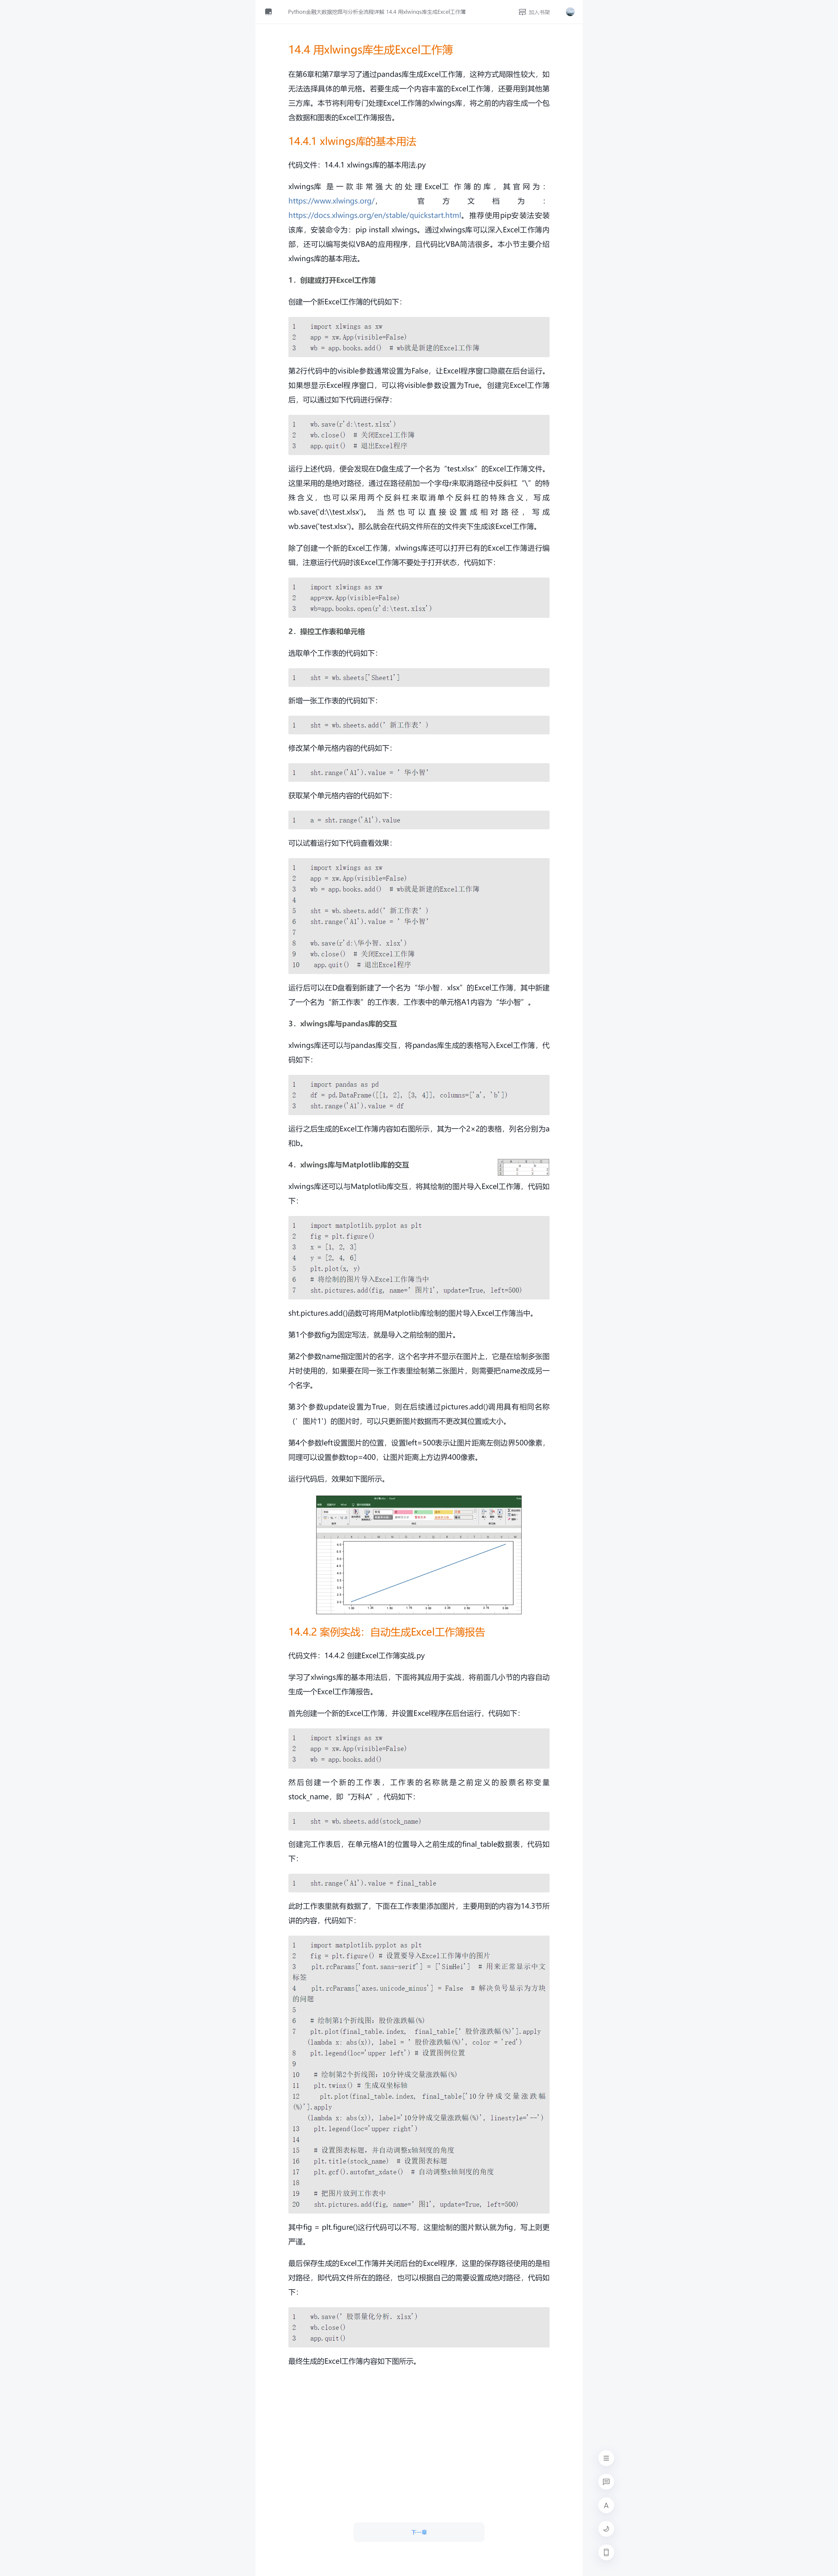 Python金融大数据挖掘与分析全流程详解 14.4 用xlwings库生成Excel工作簿
加入书架
14.4 用xlwings库生成Excel工作簿
在第6章和第7章学习了通过pandas库生成Excel工作簿，这种方式局限性较大，如
无法选择具体的单元格。若要生成一个内容丰富的Excel工作簿，还要用到其他第
三方库。本节将利用专门处理Excel工作簿的xlwings库，将之前的内容生成一个包
含数据和图表的Excel工作簿报告。
14.4.1 xlwings库的基本用法
代码文件：14.4.1 xlwings库的基本用法.py
xlwings库是一款非常强大的处理Excel工作簿的库，其官网为：
https://www.xlwings.org/，官方文档为：
https://docs.xlwings.org/en/stable/quickstart.html。推荐使用pip安装法安装
该库，安装命令为：pip install xlwings。通过xlwings库可以深入Excel工作簿内
部，还可以编写类似VBA的应用程序，且代码比VBA简洁很多。本小节主要介绍
xlwings库的基本用法。
1．创建或打开Excel工作簿
创建一个新Excel工作簿的代码如下：
1 import xlwings as xw
2 app = xw.App(visible=False)
3 wb = app.books.add() # wb就是新建的Excel工作簿
第2行代码中的visible参数通常设置为False，让Excel程序窗口隐藏在后台运行。
如果想显示Excel程序窗口，可以将visible参数设置为True。创建完Excel工作簿
后，可以通过如下代码进行保存：
1 wb.save(r'd:\test.xlsx')
2 wb.close() # 关闭Excel工作簿
3 app.quit() # 退出Excel程序
运行上述代码，便会发现在D盘生成了一个名为“test.xlsx”的Excel工作簿文件。
这里采用的是绝对路径，通过在路径前加一个字母r来取消路径中反斜杠“\”的特
殊含义，也可以采用两个反斜杠来取消单个反斜杠的特殊含义，写成
wb.save('d:\\test.xlsx')。当然也可以直接设置成相对路径，写成
wb.save('test.xlsx')。那么就会在代码文件所在的文件夹下生成该Excel工作簿。
除了创建一个新的Excel工作簿，xlwings库还可以打开已有的Excel工作簿进行编
辑，注意运行代码时该Excel工作簿不要处于打开状态，代码如下：
1 import xlwings as xw
2 app=xw.App(visible=False)
3 wb=app.books.open(r'd:\test.xlsx')
2．操控工作表和单元格
选取单个工作表的代码如下：
1 sht = wb.sheets['Sheet1']
新增一张工作表的代码如下：
1 sht = wb.sheets.add('新工作表')
修改某个单元格内容的代码如下：
1 sht.range('A1').value = '华小智'
获取某个单元格内容的代码如下：
1 a = sht.range('A1').value
可以试着运行如下代码查看效果：
1 import xlwings as xw
2 app = xw.App(visible=False)
3 wb = app.books.add() # wb就是新建的Excel工作簿
4
5 sht = wb.sheets.add('新工作表')
6 sht.range('A1').value = '华小智'
7
8 wb.save(r'd:\华小智．xlsx')
9 wb.close() # 关闭Excel工作簿
10 app.quit() # 退出Excel程序
运行后可以在D盘看到新建了一个名为“华小智．xlsx”的Excel工作簿，其中新建
了一个名为“新工作表”的工作表，工作表中的单元格A1内容为“华小智”。
3．xlwings库与pandas库的交互
xlwings库还可以与pandas库交互，将pandas库生成的表格写入Excel工作簿，代
码如下：
1 import pandas as pd
2 df = pd.DataFrame([[1, 2], [3, 4]], columns=['a', 'b'])
3 sht.range('A1').value = df
运行之后生成的Excel工作簿内容如右图所示，其为一个2×2的表格，列名分别为a
和b。
4．xlwings库与Matplotlib库的交互
xlwings库还可以与Matplotlib库交互，将其绘制的图片导入Excel工作簿，代码如
下：
1 import matplotlib.pyplot as plt
2 fig = plt.figure()
3 x = [1, 2, 3]
4 y = [2, 4, 6]
5 plt.plot(x, y)
6 # 将绘制的图片导入Excel工作簿当中
7 sht.pictures.add(fig, name='图片1', update=True, left=500)
sht.pictures.add()函数可将用Matplotlib库绘制的图片导入Excel工作簿当中。
第1个参数fig为固定写法，就是导入之前绘制的图片。
第2个参数name指定图片的名字，这个名字并不显示在图片上，它是在绘制多张图
片时使用的，如果要在同一张工作表里绘制第二张图片，则需要把name改成另一
个名字。
第3个参数update设置为True，则在后续通过pictures.add()调用具有相同名称
（'图片1'）的图片时，可以只更新图片数据而不更改其位置或大小。
第4个参数left设置图片的位置，设置left=500表示让图片距离左侧边界500像素，
同理可以设置参数top=400，让图片距离上方边界400像素。
运行代码后，效果如下图所示。
14.4.2 案例实战：自动生成Excel工作簿报告
代码文件：14.4.2 创建Excel工作簿实战.py
学习了xlwings库的基本用法后，下面将其应用于实战，将前面几小节的内容自动
生成一个Excel工作簿报告。
首先创建一个新的Excel工作簿，并设置Excel程序在后台运行，代码如下：
1 import xlwings as xw
2 app = xw.App(visible=False)
3 wb = app.books.add()
然后创建一个新的工作表，工作表的名称就是之前定义的股票名称变量
stock_name，即“万科A”，代码如下：
1 sht = wb.sheets.add(stock_name)
创建完工作表后，在单元格A1的位置导入之前生成的final_table数据表，代码如
下：
1 sht.range('A1').value = final_table
此时工作表里就有数据了，下面在工作表里添加图片，主要用到的内容为14.3节所
讲的内容，代码如下：
1 import matplotlib.pyplot as plt
2 fig = plt.figure() # 设置要导入Excel工作簿中的图片
3 plt.rcParams['font.sans-serif'] = ['SimHei'] # 用来正常显示中文
标签
4 plt.rcParams['axes.unicode_minus'] = False # 解决负号显示为方块
的问题
5
6 # 绘制第1个折线图：股价涨跌幅(%)
7 plt.plot(final_table.index, final_table['股价涨跌幅(%)'].apply
(lambda x: abs(x)), label = '股价涨跌幅(%)', color = 'red')
8 plt.legend(loc='upper left') # 设置图例位置
9
10 # 绘制第2个折线图：10分钟成交量涨跌幅(%)
11 plt.twinx() # 生成双坐标轴
12 plt.plot(final_table.index, final_table['10分钟成交量涨跌幅
(%)'].apply
(lambda x: abs(x)), label='10分钟成交量涨跌幅(%)', linestyle='--')
13 plt.legend(loc='upper right')
14
15 # 设置图表标题，并自动调整x轴刻度的角度
16 plt.title(stock_name) # 设置图表标题
17 plt.gcf().autofmt_xdate() # 自动调整x轴刻度的角度
18
19 # 把图片放到工作表中
20 sht.pictures.add(fig, name='图1', update=True, left=500)
其中fig = plt.figure()这行代码可以不写，这里绘制的图片默认就为fig，写上则更
严谨。
最后保存生成的Excel工作簿并关闭后台的Excel程序，这里的保存路径使用的是相
对路径，即代码文件所在的路径，也可以根据自己的需要设置成绝对路径，代码如
下：
1 wb.save('股票量化分析．xlsx')
2 wb.close()
3 app.quit()
最终生成的Excel工作簿内容如下图所示。
A
下一章